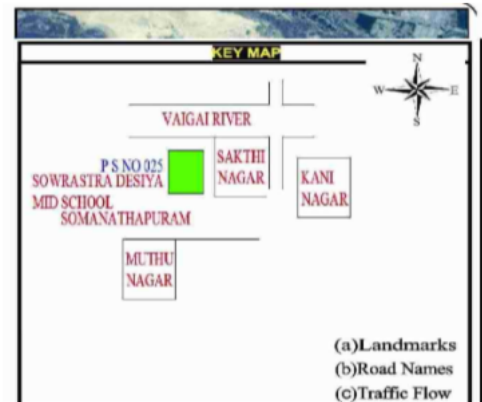 KEY MAP
N
W
E
S
VAIGAI RIVER
P S NO 025
SOWRASTRA DESIYA
MID SCHOOL
SOMANATHAPURAM
SAKTHI
NAGAR
KANI
NAGAR
MUTHU
NAGAR
(a)Landmarks
(b)Road Names
(c)Traffic Flow